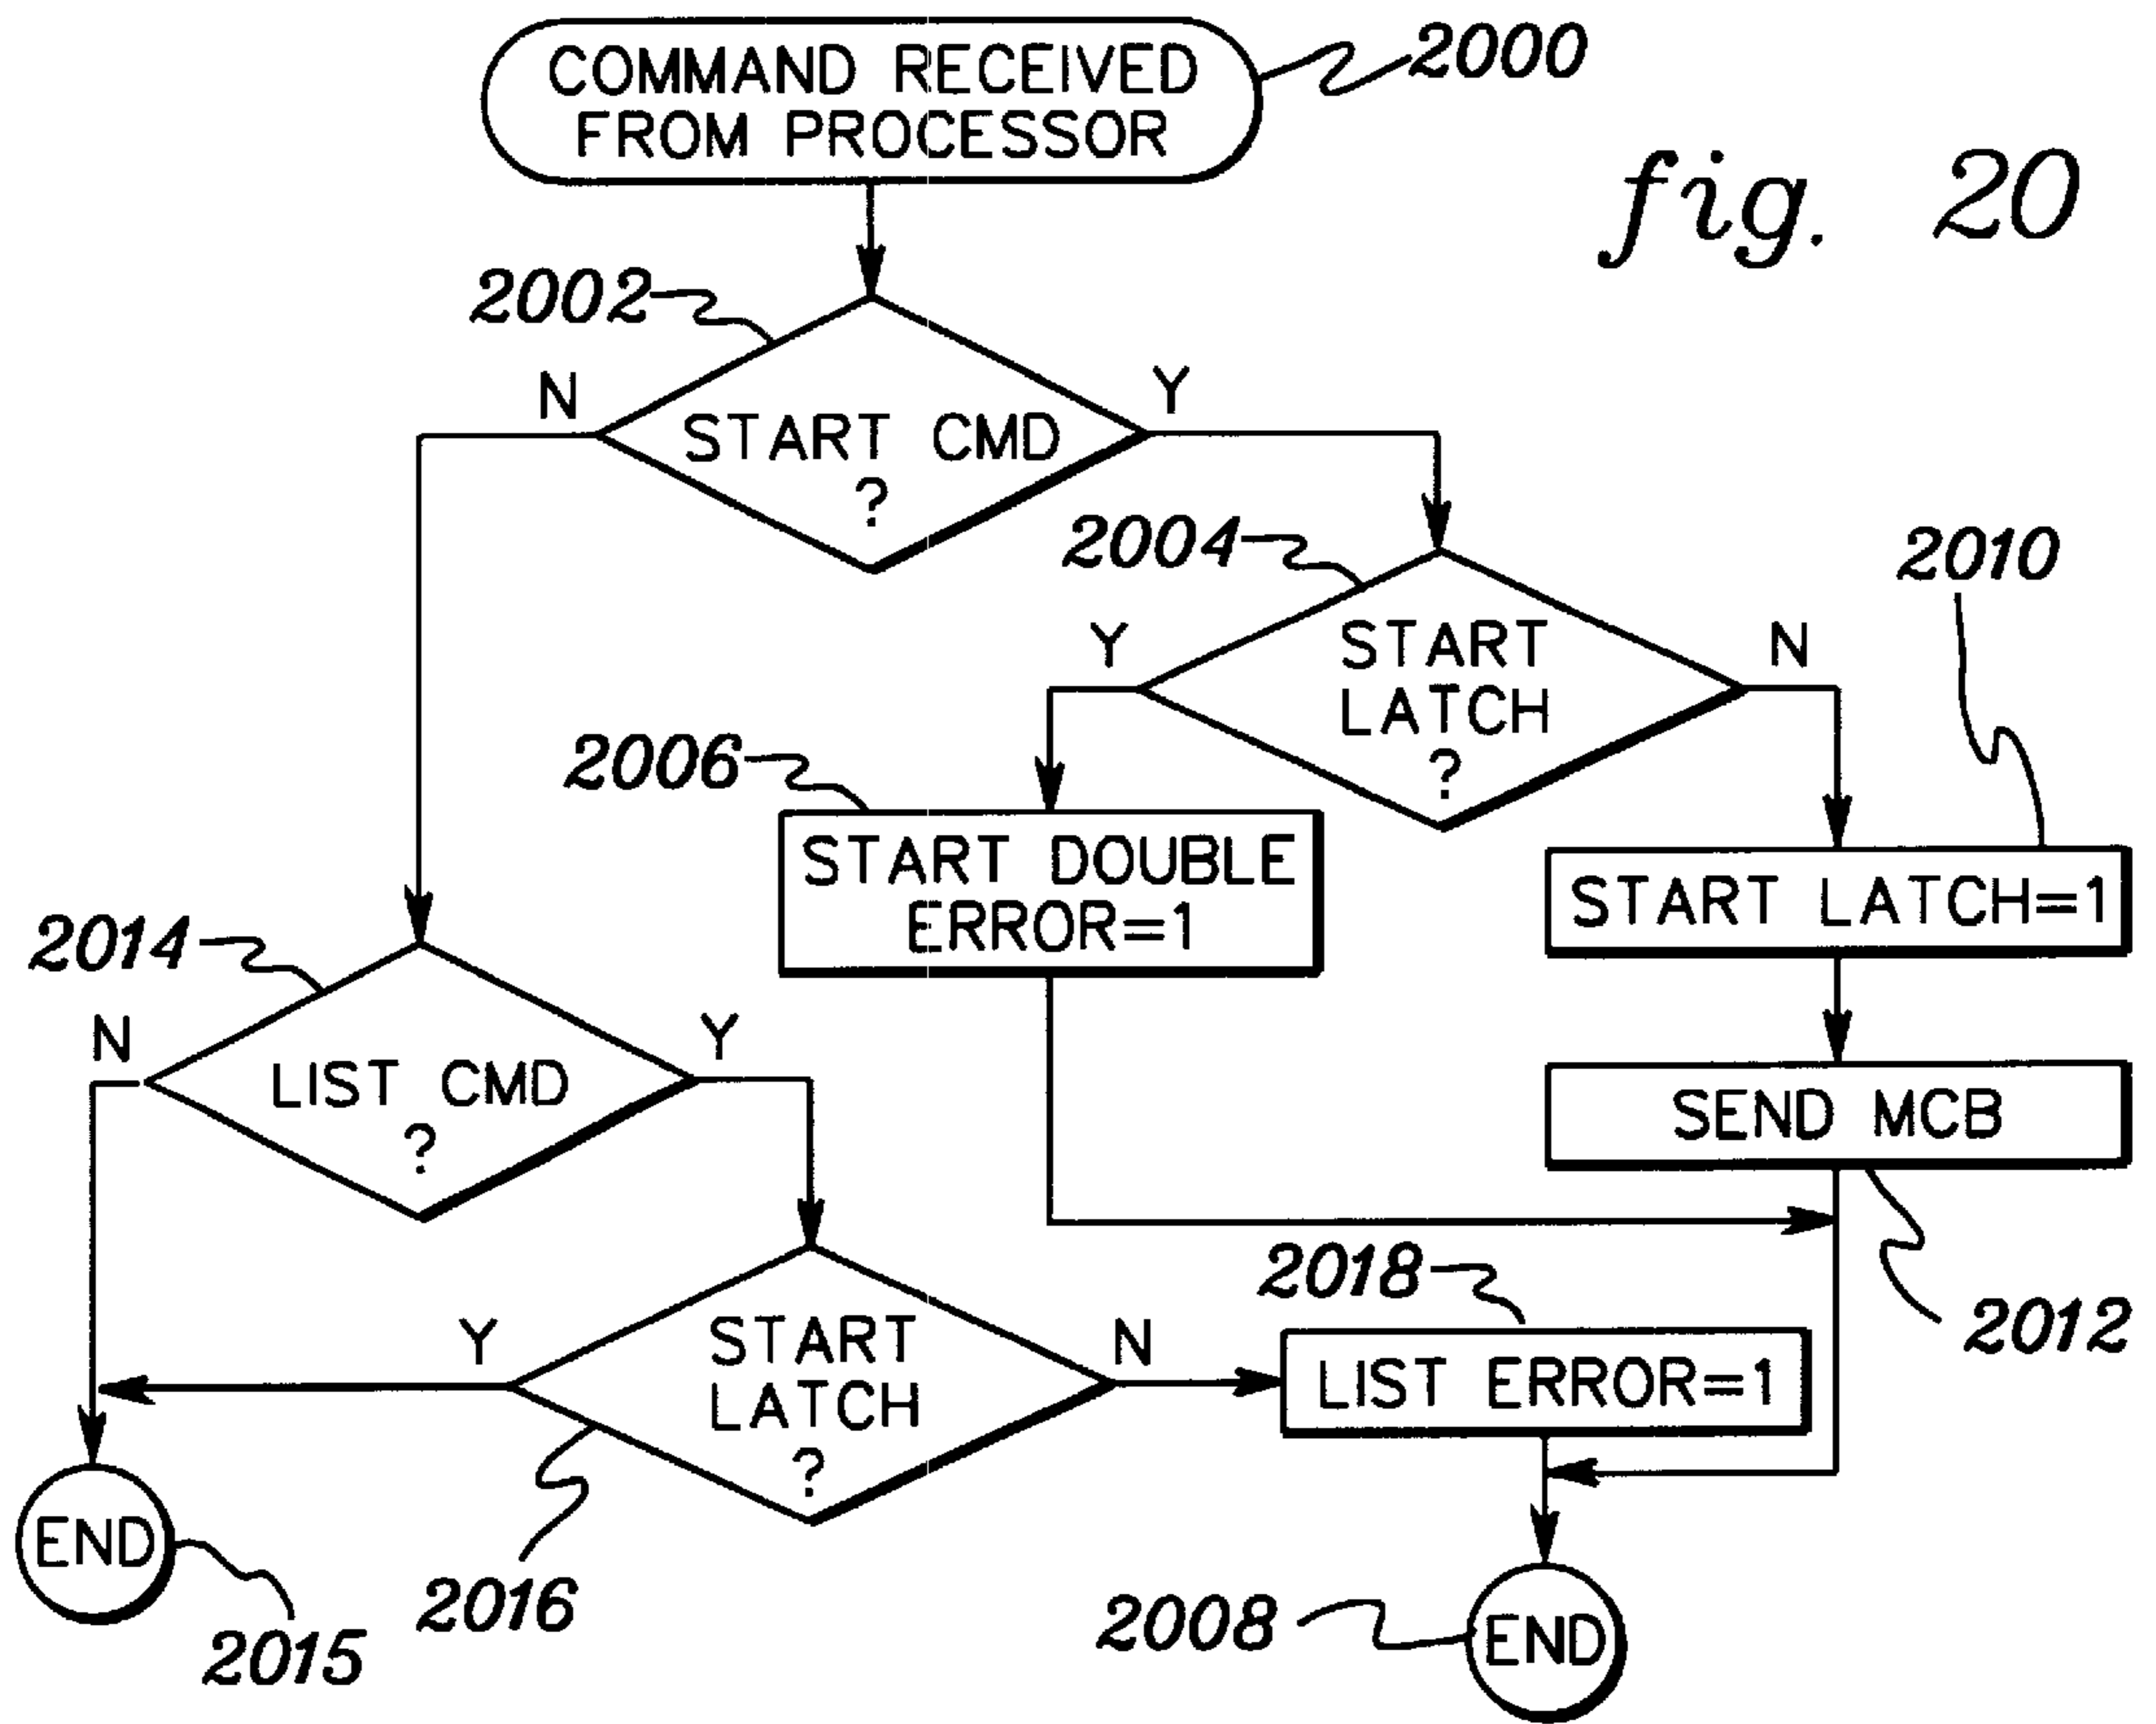 COMMAND RECEIVED
FROM PROCESSOR
2000
fig. 20
2002
N
Y
START CMD
?
2004
2010
Y
START
LATCH
?
N
2006
START DOUBLE
ERROR=1
START LATCH=1
2014
N
Y
LIST CMD
?
SEND MCB
2018
2012
Y
START
LATCH
?
N
LIST ERROR=1
END
2015
2016
2008
END